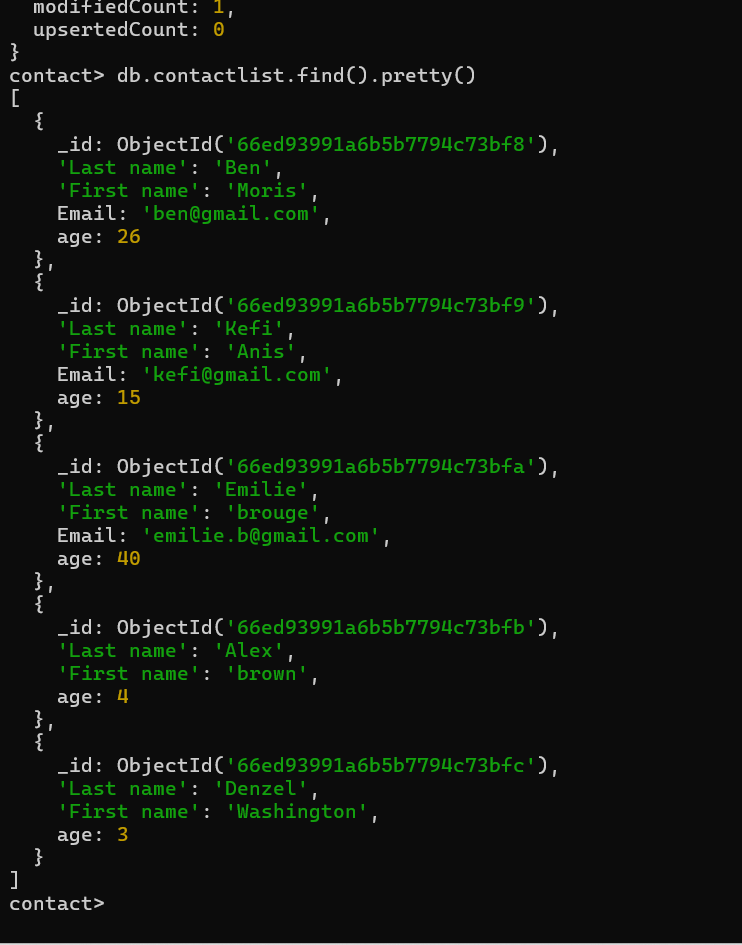 modifiedCount: 1,
upsertedCount: 0
}
contact> db.contactlist.find().pretty()
[
{
_id: ObjectId('66ed93991a6b5b7794c73bf8'),
'Last name': 'Ben',
'First name': 'Moris',
Email: 'ben@gmail.com',
age: 26
},
{
_id: ObjectId('66ed93991a6b5b7794c73bf9'),
'Last name': 'Kefi',
'First name': 'Anis',
Email: 'kefi@gmail.com',
age: 15
},
{
_id: ObjectId('66ed93991a6b5b7794c73bfa'),
'Last name': 'Emilie',
'First name': 'brouge',
Email: 'emilie.b@gmail.com',
age: 40
},
{
_id: ObjectId('66ed93991a6b5b7794c73bfb'),
'Last name': 'Alex',
'First name': 'brown',
age: 4
},
{
_id: ObjectId('66ed93991a6b5b7794c73bfc'),
'Last name': 'Denzel',
'First name': 'Washington',
age: 3
}
]
contact>